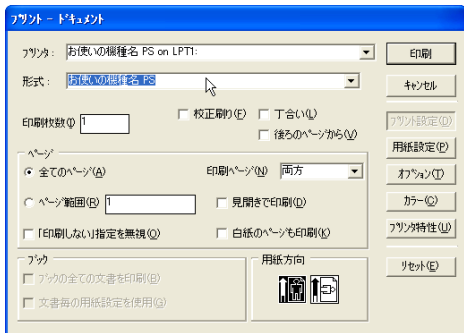 プリント - ドキュメント
プリンタ： お使いの機種名 PS on LPT1:
印刷
形式： お使いの機種名 PS
キャンセル
印刷枚数(I) 1
校正刷り(F)
丁合い(L)
後ろのページから(V)
プリント設定(D)
ページ
用紙設定(P)
全てのページ(A)
印刷ページ(N) 両方
オプション(T)
ページ範囲(R) 1
見開きで印刷(D)
カラー(C)
「印刷しない」指定を無視(O)
白紙のページも印刷(K)
プリンタ特性(U)
ブック
用紙方向
リセット(E)
ブックの全ての文書を印刷(B)
文書毎の用紙設定を使用(G)